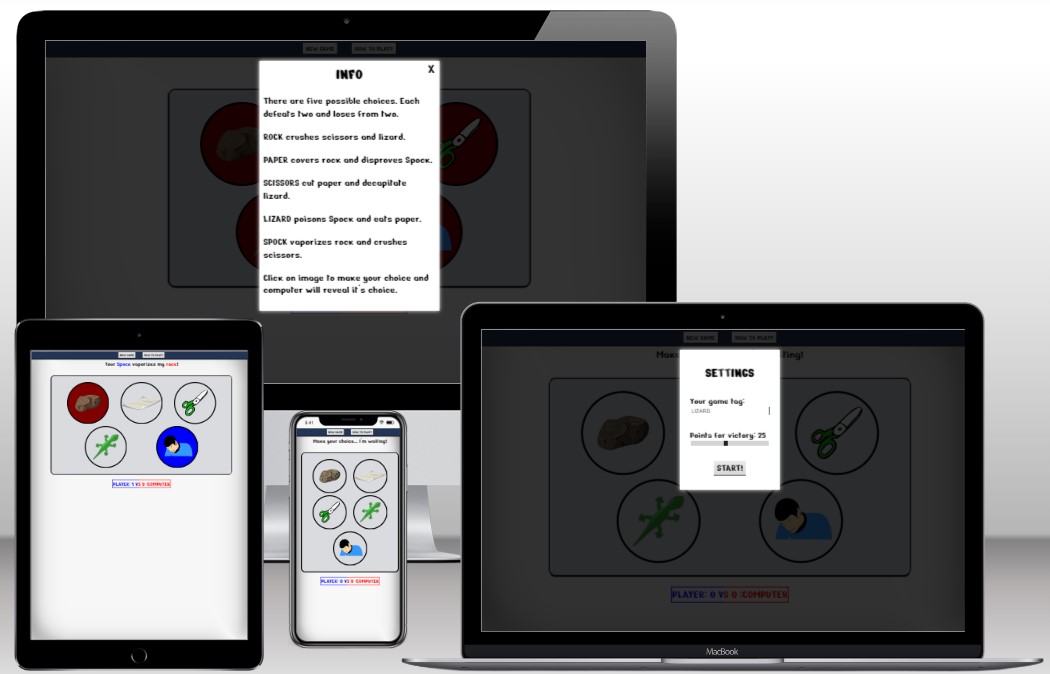 NEW GAME HOW TO PLAY?
INFO X
There are five possible choices. Each
defeats two and loses from two.
ROCK crushes scissors and lizard.
PAPER covers rock and disproves Spock.
SCISSORS cut paper and decapitate
lizard.
LIZARD poisons Spock and eats paper.
SPOCK vaporizes rock and crushes
scissors.
Click on image to make your choice and
computer will reveal it's choice.
NEW GAME HOW TO PLAY?
Your Spock vaporizes my rock!
PLAYER: 1 VS 0 :COMPUTER
3:41
NEW GAME HOW TO PLAY?
Make your choice... I'm waiting!
PLAYER: 0 VS 0 :COMPUTER
NEW GAME HOW TO PLAY?
Mak ting!
SETTINGS
Your game tag:
LIZARD
Points for victory: 25
START!
PLAYER: 0 VS 0 :COMPUTER
MacBook